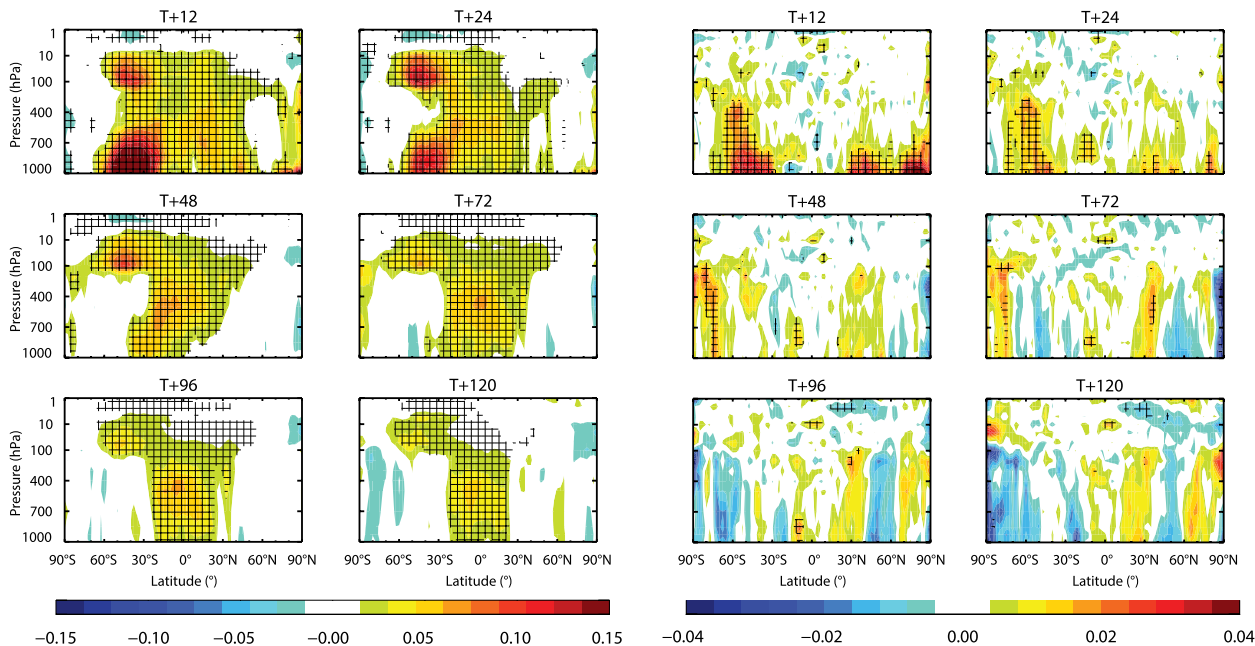 T+12 T+24 T+12 T+24
Pressure (hPa)
1
10
100
400
700
1000
T+48 T+72 T+48 T+72
Pressure (hPa)
1
10
100
400
700
1000
T+96 T+120 T+96 T+120
Pressure (hPa)
1
10
100
400
700
1000
90°S 60°S 30°S 0° 30°N 60°N 90°N 90°S 60°S 30°S 0° 30°N 60°N 90°N 90°S 60°S 30°S 0° 30°N 60°N 90°N 90°S 60°S 30°S 0° 30°N 60°N 90°N
Latitude (°) Latitude (°) Latitude (°) Latitude (°)
−0.15 −0.10 −0.05 −0.00 0.05 0.10 0.15 −0.04 −0.02 0.00 0.02 0.04